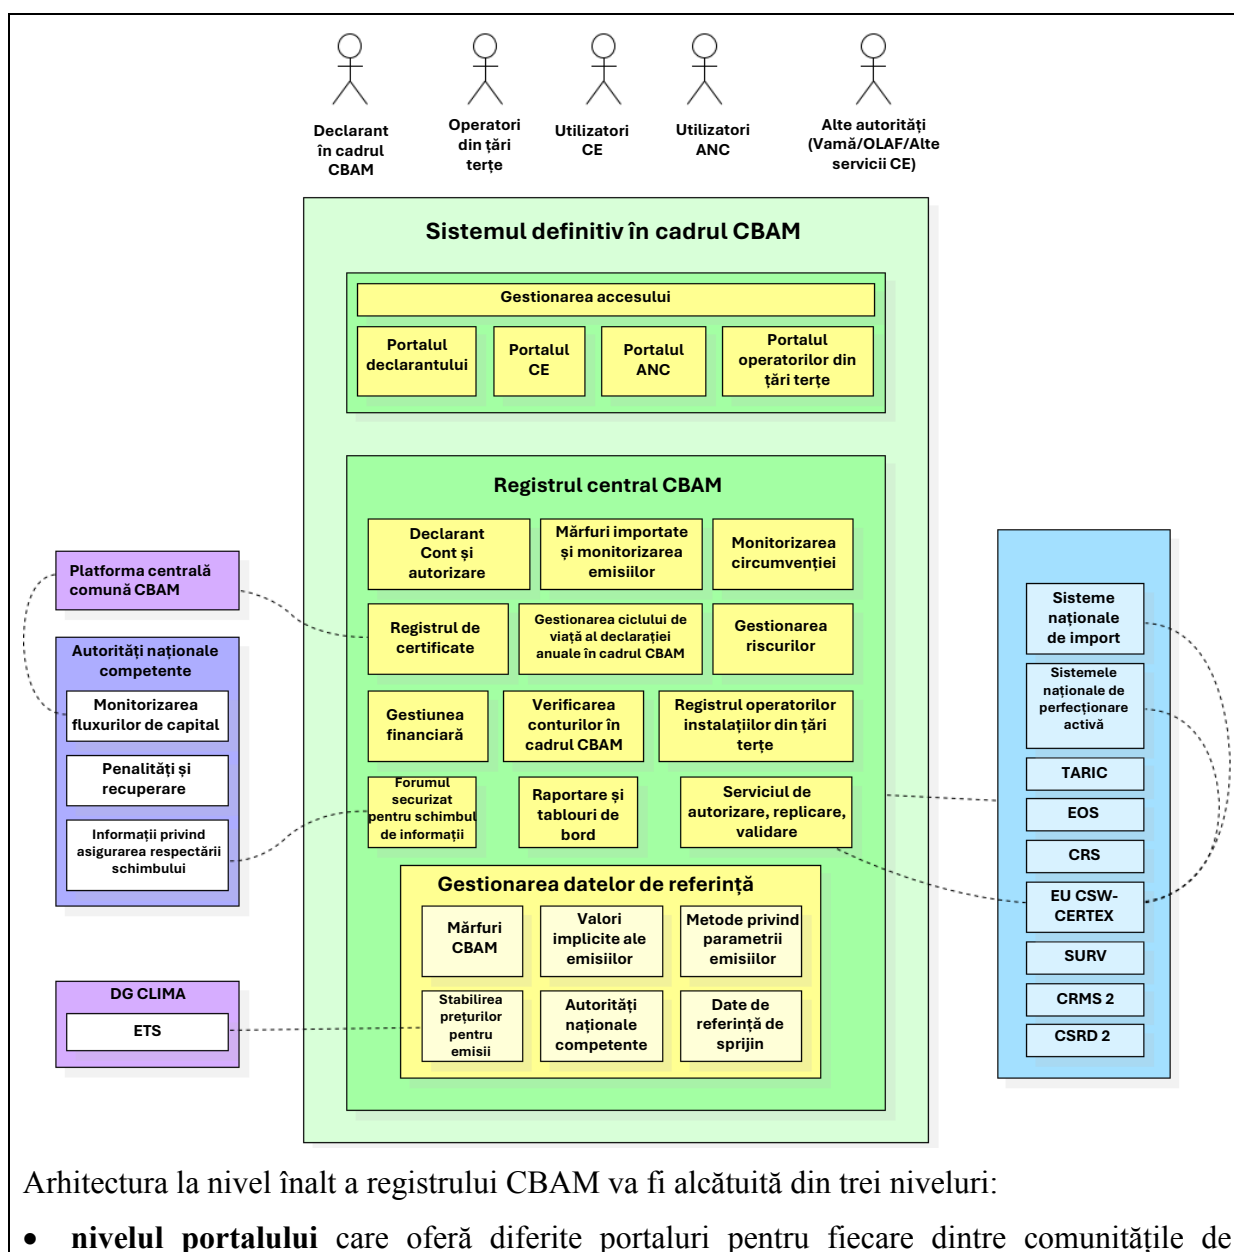 Declarant
în cadrul
CBAM
Operatori
din țări
terțe
Utilizatori
CE
Utilizatori
ANC
Alte autorități
(Vamă/OLAF/Alte
servicii CE)
Sistemul definitiv în cadrul CBAM
Gestionarea accesului
Portalul
declarantului
Portalul
CE
Portalul
ANC
Portalul
operatorilor din
țări terțe
Registrul central CBAM
Declarant
Cont și
autorizare
Mărfuri importate
și monitorizarea
emisiilor
Monitorizarea
circumvenției
Registrul de
certificate
Gestionarea ciclului de
viață al declarației
anuale în cadrul CBAM
Gestionarea
riscurilor
Gestiunea
financiară
Verificarea
conturilor în
cadrul CBAM
Registrul operatorilor
instalațiilor din țări
terțe
Forumul
securizat
pentru schimbul
de informații
Raportare și
tablouri de
bord
Serviciul de
autorizare, replicare,
validare
Gestionarea datelor de referință
Mărfuri
CBAM
Valori
implicite ale
emisiilor
Metode privind
parametrii
emisiilor
Stabilirea
prețurilor
pentru
emisii
Autorități
naționale
competente
Date de
referință de
sprijin
Platforma centrală
comună CBAM
Autorități naționale
competente
Monitorizarea
fluxurilor de capital
Penalități și
recuperare
Informații privind
asigurarea respectării
schimbului
DG CLIMA
ETS
Sisteme
naționale
de import
Sistemele
naționale de
perfecționare
activă
TARIC
EOS
CRS
EU CSW-
CERTEX
SURV
CRMS 2
CSRD 2
Arhitectura la nivel înalt a registrului CBAM va fi alcătuită din trei niveluri:
• nivelul portalului care oferă diferite portaluri pentru fiecare dintre comunitățile de